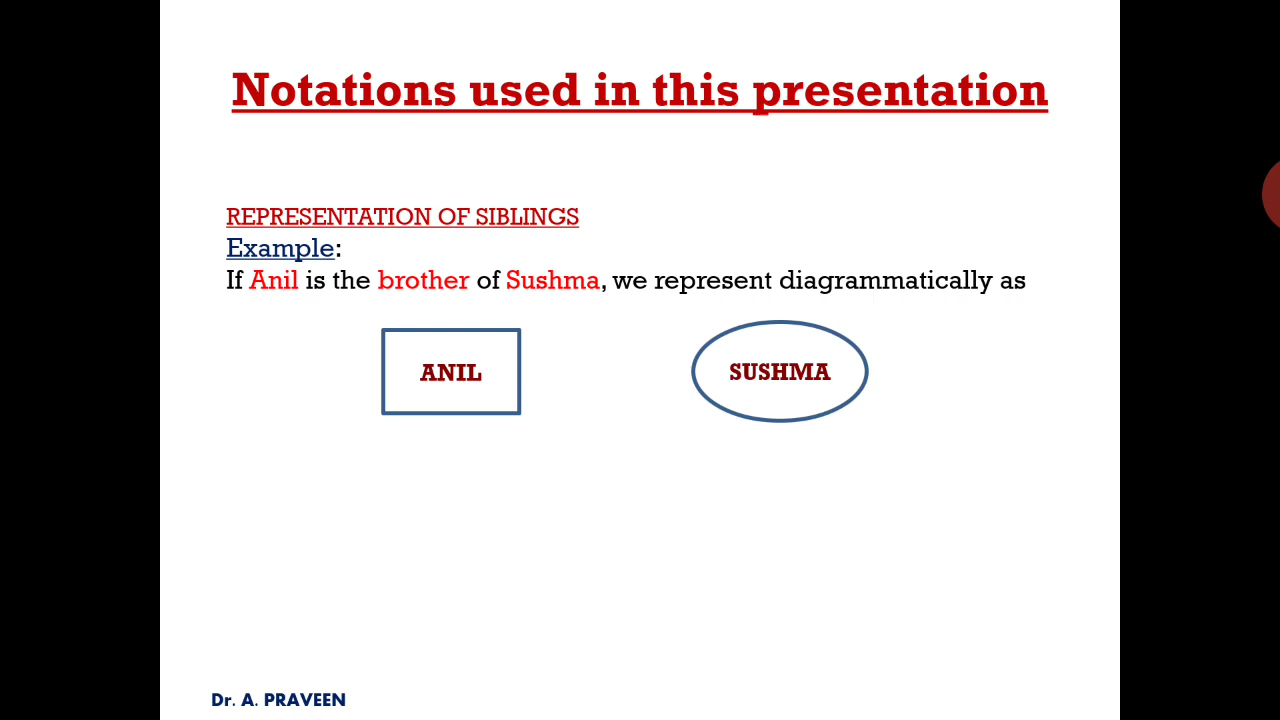 Notations used in this presentation
REPRESENTATION OF SIBLINGS
Example:
If Anil is the brother of Sushma, we represent diagrammatically as
ANIL
SUSHMA
Dr. A. PRAVEEN